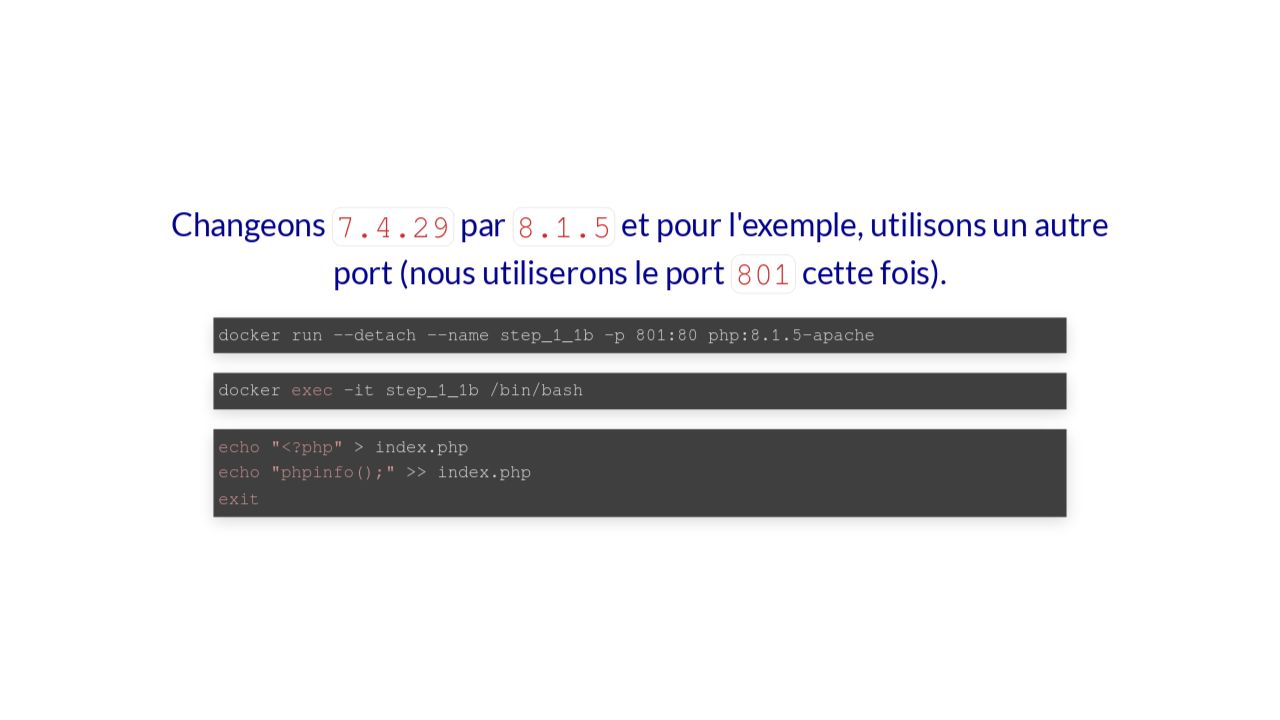 Changeons 7.4.29 par 8.1.5 et pour l'exemple, utilisons un autre
port (nous utiliserons le port 801 cette fois).
docker run --detach --name step_1_1b -p 801:80 php:8.1.5-apache
docker exec -it step_1_1b /bin/bash
echo "<?php" > index.php
echo "phpinfo();" >> index.php
exit